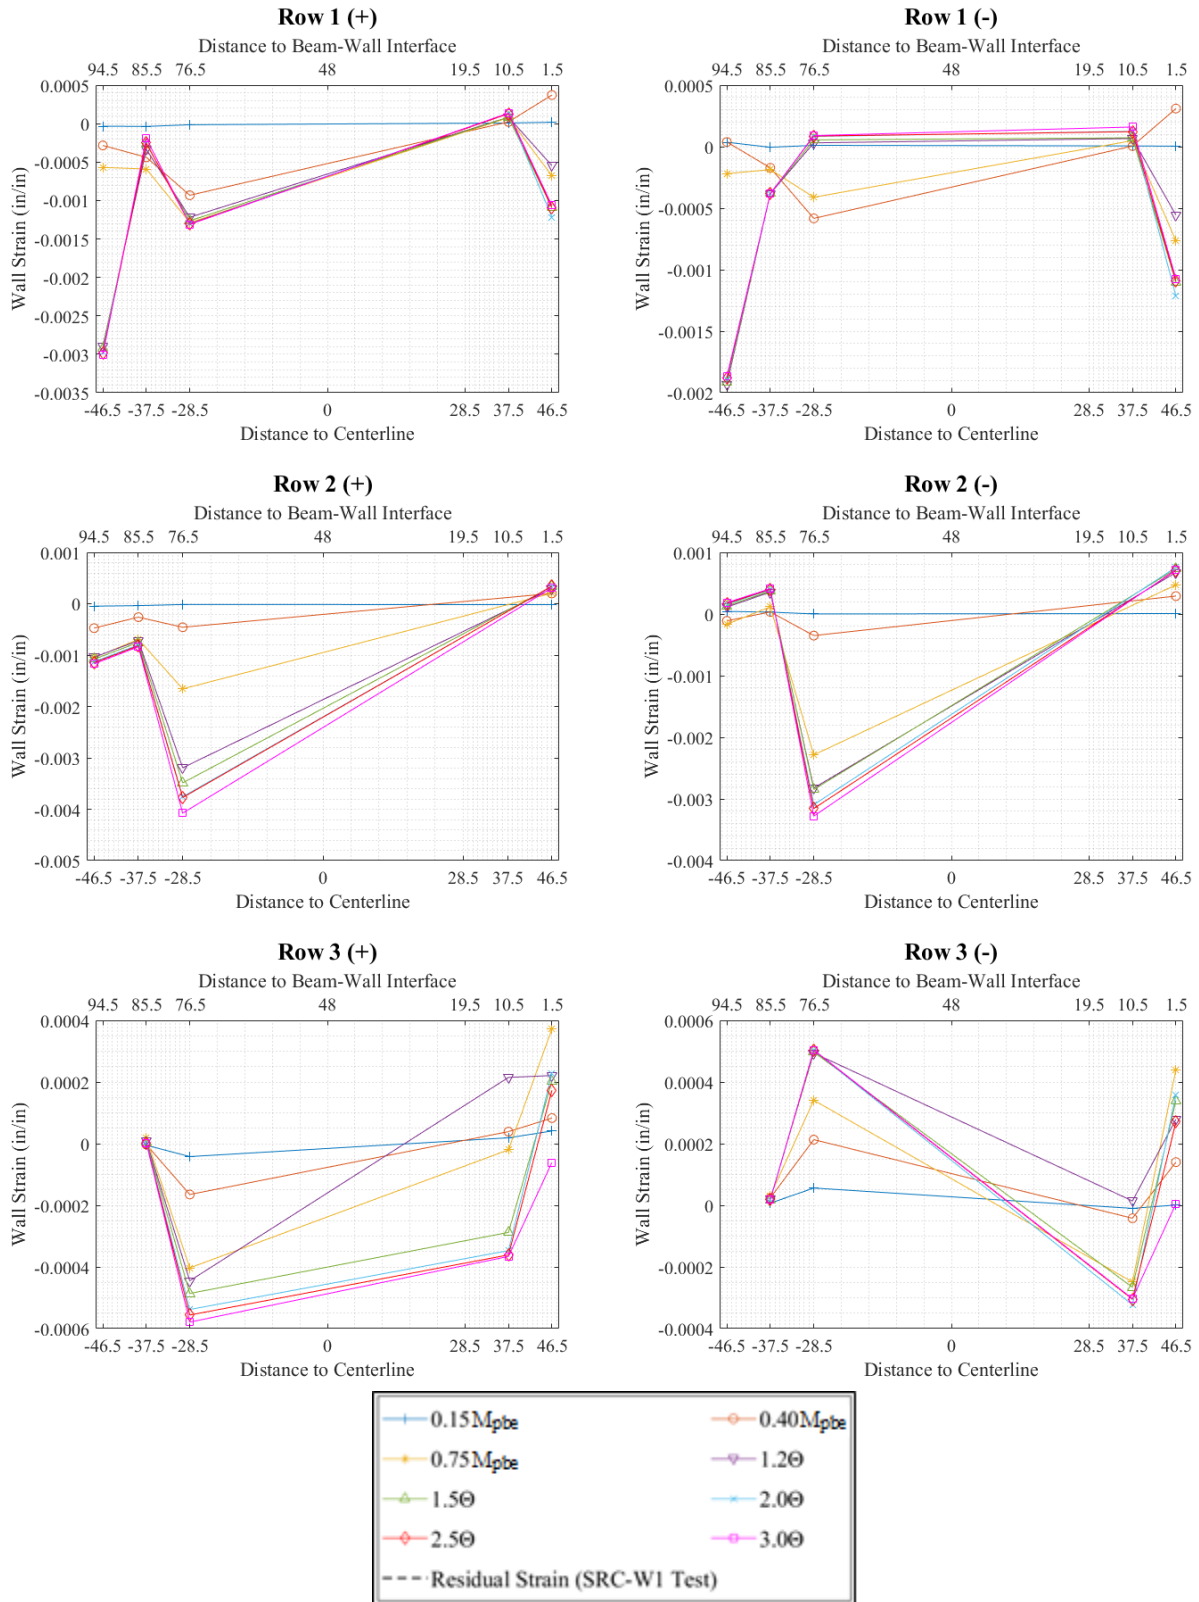 Row 1 (+)
Distance to Beam-Wall Interface
94.5 85.5 76.5 48 19.5 10.5 1.5
0.0005
0
-0.0005
-0.001
-0.0015
-0.002
-0.0025
-0.003
-0.0035
Wall Strain (in/in)
-46.5 -37.5 -28.5 0 28.5 37.5 46.5
Distance to Centerline
Row 1 (-)
Distance to Beam-Wall Interface
94.5 85.5 76.5 48 19.5 10.5 1.5
0.0005
0
-0.0005
-0.001
-0.0015
-0.002
Wall Strain (in/in)
-46.5 -37.5 -28.5 0 28.5 37.5 46.5
Distance to Centerline
Row 2 (+)
Distance to Beam-Wall Interface
94.5 85.5 76.5 48 19.5 10.5 1.5
0.001
0
-0.001
-0.002
-0.003
-0.004
-0.005
Wall Strain (in/in)
-46.5 -37.5 -28.5 0 28.5 37.5 46.5
Distance to Centerline
Row 2 (-)
Distance to Beam-Wall Interface
94.5 85.5 76.5 48 19.5 10.5 1.5
0.001
0
-0.001
-0.002
-0.003
-0.004
Wall Strain (in/in)
-46.5 -37.5 -28.5 0 28.5 37.5 46.5
Distance to Centerline
Row 3 (+)
Distance to Beam-Wall Interface
94.5 85.5 76.5 48 19.5 10.5 1.5
0.0004
0.0002
0
-0.0002
-0.0004
-0.0006
Wall Strain (in/in)
-46.5 -37.5 -28.5 0 28.5 37.5 46.5
Distance to Centerline
Row 3 (-)
Distance to Beam-Wall Interface
94.5 85.5 76.5 48 19.5 10.5 1.5
0.0006
0.0004
0.0002
0
-0.0002
-0.0004
Wall Strain (in/in)
-46.5 -37.5 -28.5 0 28.5 37.5 46.5
Distance to Centerline
0.15Mpbe 0.40Mpbe
0.75Mpbe 1.2Θ
1.5Θ 2.0Θ
2.5Θ 3.0Θ
Residual Strain (SRC-W1 Test)